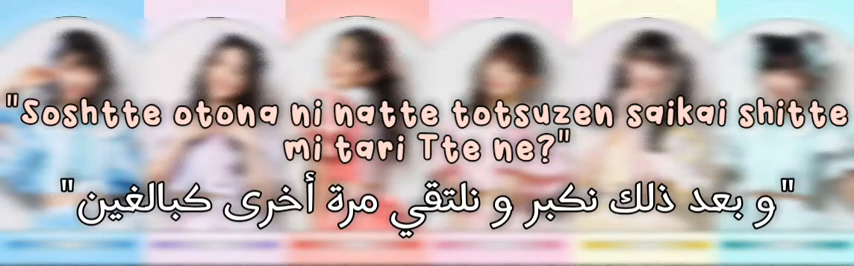 "Soshtte otona ni natte totsuzen saikai shitte
mi tari Tte ne?"
"و بعد ذلك نكبر و نلتقي مرة أخرى كبالغين"